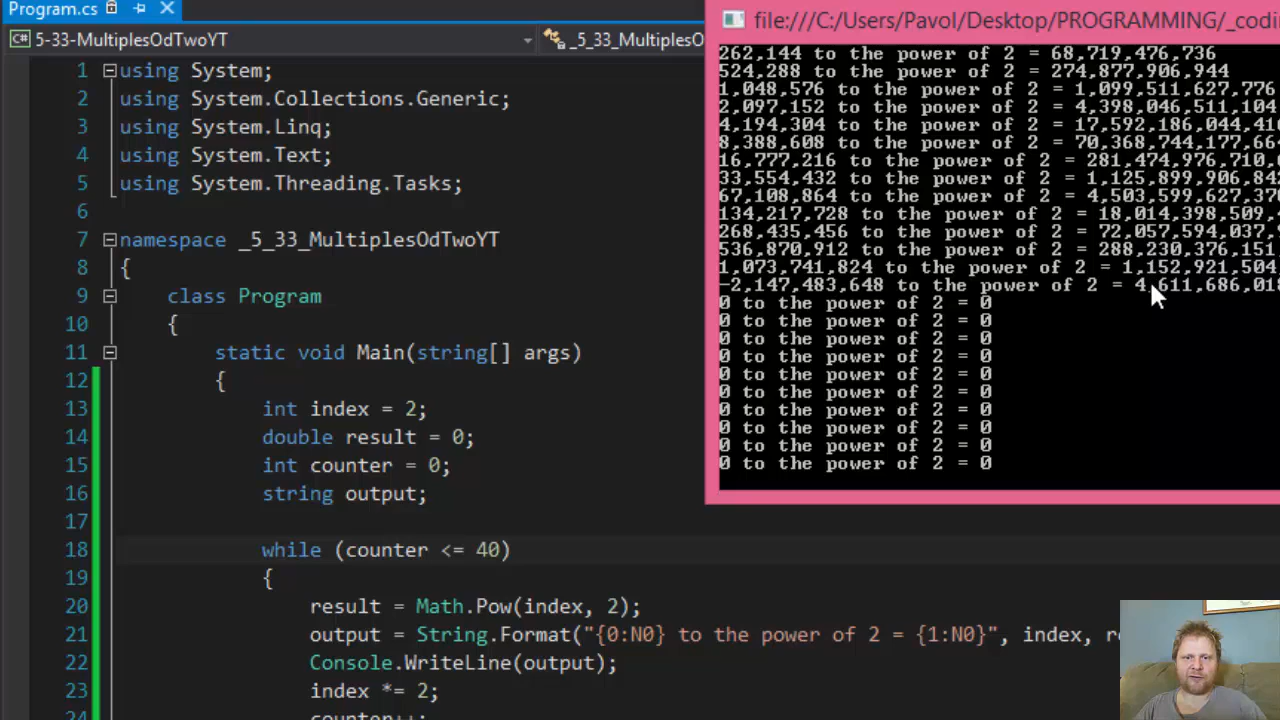 Program.cs
5-33-MultiplesOdTwoYT
_5_33_MultiplesO
1 using System;
2 using System.Collections.Generic;
3 using System.Linq;
4 using System.Text;
5 using System.Threading.Tasks;
6
7 namespace _5_33_MultiplesOdTwoYT
8 {
9 class Program
10 {
11 static void Main(string[] args)
12 {
13 int index = 2;
14 double result = 0;
15 int counter = 0;
16 string output;
17
18 while (counter <= 40)
19 {
20 result = Math.Pow(index, 2);
21 output = String.Format("{0:N0} to the power of 2 = {1:N0}", index, re
22 Console.WriteLine(output);
23 index *= 2;
24 counter++;
file:///C:/Users/Pavol/Desktop/PROGRAMMING/_codi
262,144 to the power of 2 = 68,719,476,736
524,288 to the power of 2 = 274,877,906,944
1,048,576 to the power of 2 = 1,099,511,627,776
2,097,152 to the power of 2 = 4,398,046,511,104
4,194,304 to the power of 2 = 17,592,186,044,41
8,388,608 to the power of 2 = 70,368,744,177,66
16,777,216 to the power of 2 = 281,474,976,710,
33,554,432 to the power of 2 = 1,125,899,906,842
67,108,864 to the power of 2 = 4,503,599,627,370
134,217,728 to the power of 2 = 18,014,398,509,
268,435,456 to the power of 2 = 72,057,594,037,9
536,870,912 to the power of 2 = 288,230,376,151,
1,073,741,824 to the power of 2 = 1,152,921,504,
-2,147,483,648 to the power of 2 = 4,611,686,018
0 to the power of 2 = 0
0 to the power of 2 = 0
0 to the power of 2 = 0
0 to the power of 2 = 0
0 to the power of 2 = 0
0 to the power of 2 = 0
0 to the power of 2 = 0
0 to the power of 2 = 0
0 to the power of 2 = 0
0 to the power of 2 = 0